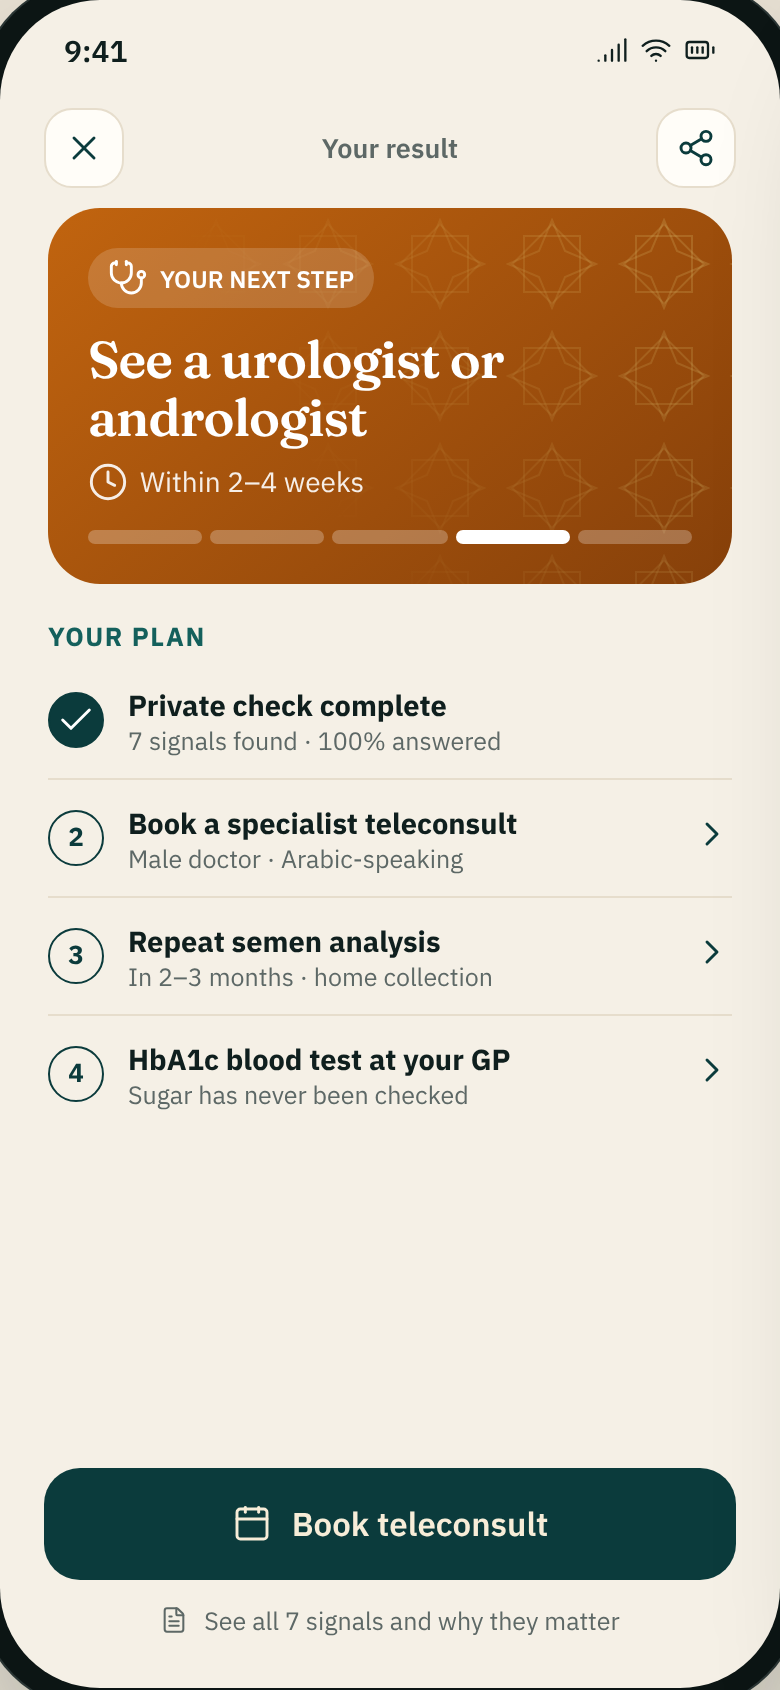 9:41
Your result
YOUR NEXT STEP
See a urologist or
andrologist
Within 2–4 weeks
YOUR PLAN
Private check complete
7 signals found · 100% answered
2
Book a specialist teleconsult
Male doctor · Arabic-speaking
3
Repeat semen analysis
In 2–3 months · home collection
4
HbA1c blood test at your GP
Sugar has never been checked
Book teleconsult
See all 7 signals and why they matter